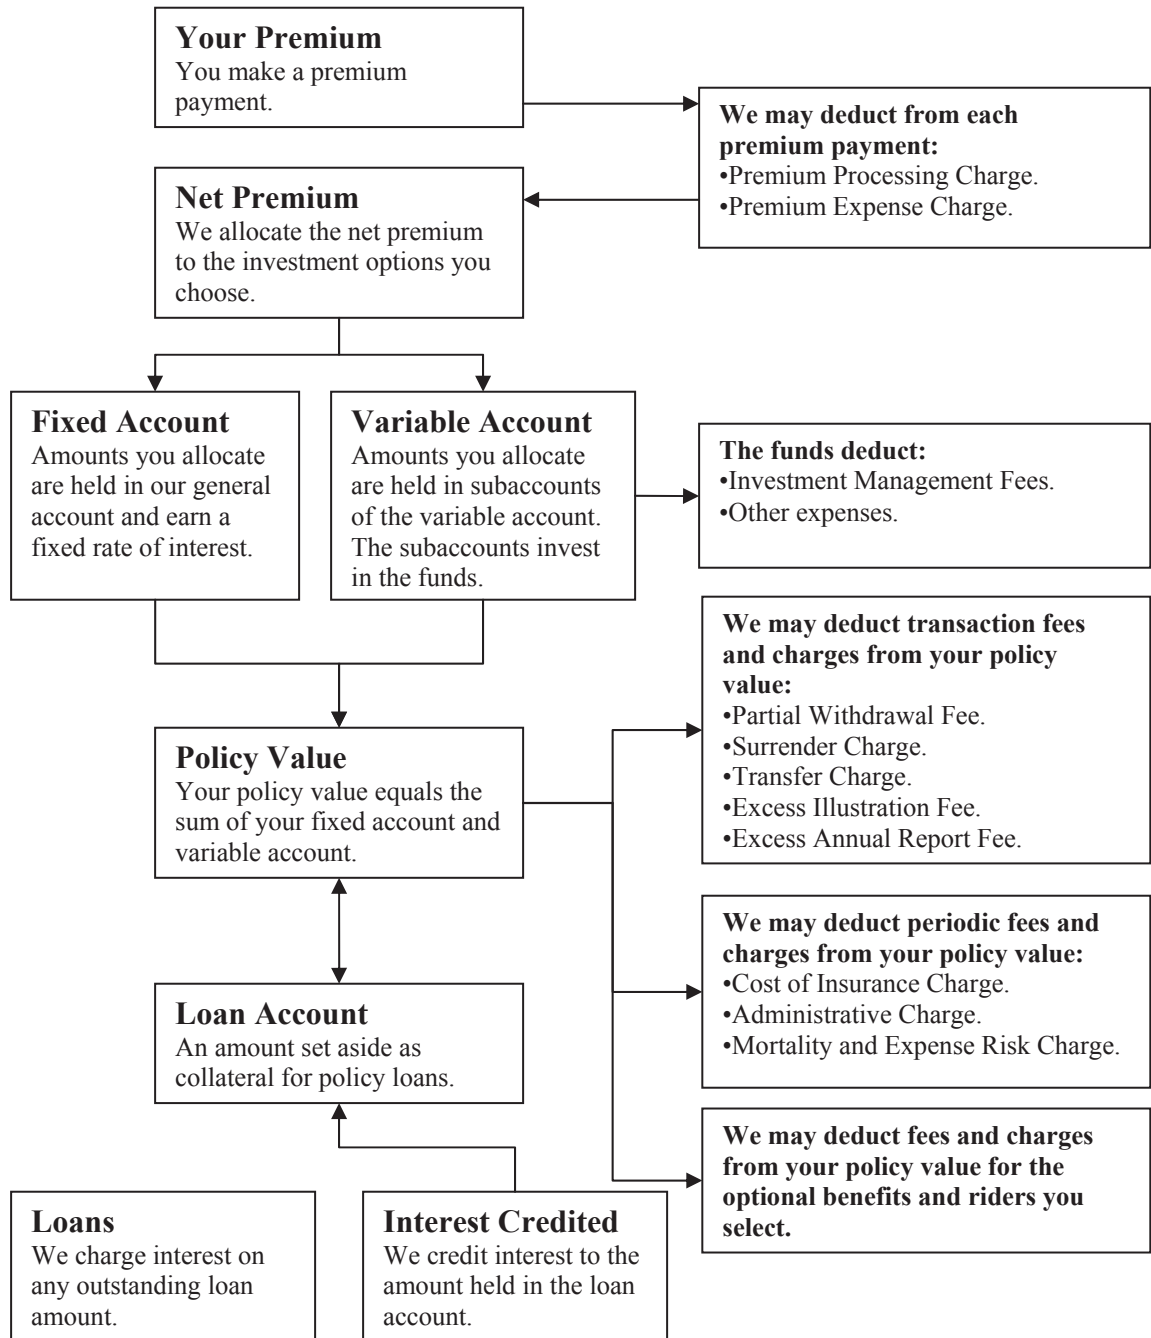 Your Premium
You make a premium
payment.
We may deduct from each
premium payment:
•Premium Processing Charge.
•Premium Expense Charge.
Net Premium
We allocate the net premium
to the investment options you
choose.
Fixed Account
Amounts you allocate
are held in our general
account and earn a
fixed rate of interest.
Variable Account
Amounts you allocate
are held in subaccounts
of the variable account.
The subaccounts invest
in the funds.
The funds deduct:
•Investment Management Fees.
•Other expenses.
We may deduct transaction fees
and charges from your policy
value:
•Partial Withdrawal Fee.
•Surrender Charge.
•Transfer Charge.
•Excess Illustration Fee.
•Excess Annual Report Fee.
Policy Value
Your policy value equals the
sum of your fixed account and
variable account.
We may deduct periodic fees and
charges from your policy value:
•Cost of Insurance Charge.
•Administrative Charge.
•Mortality and Expense Risk Charge.
Loan Account
An amount set aside as
collateral for policy loans.
We may deduct fees and charges
from your policy value for the
optional benefits and riders you
select.
Loans
We charge interest on
any outstanding loan
amount.
Interest Credited
We credit interest to the
amount held in the loan
account.